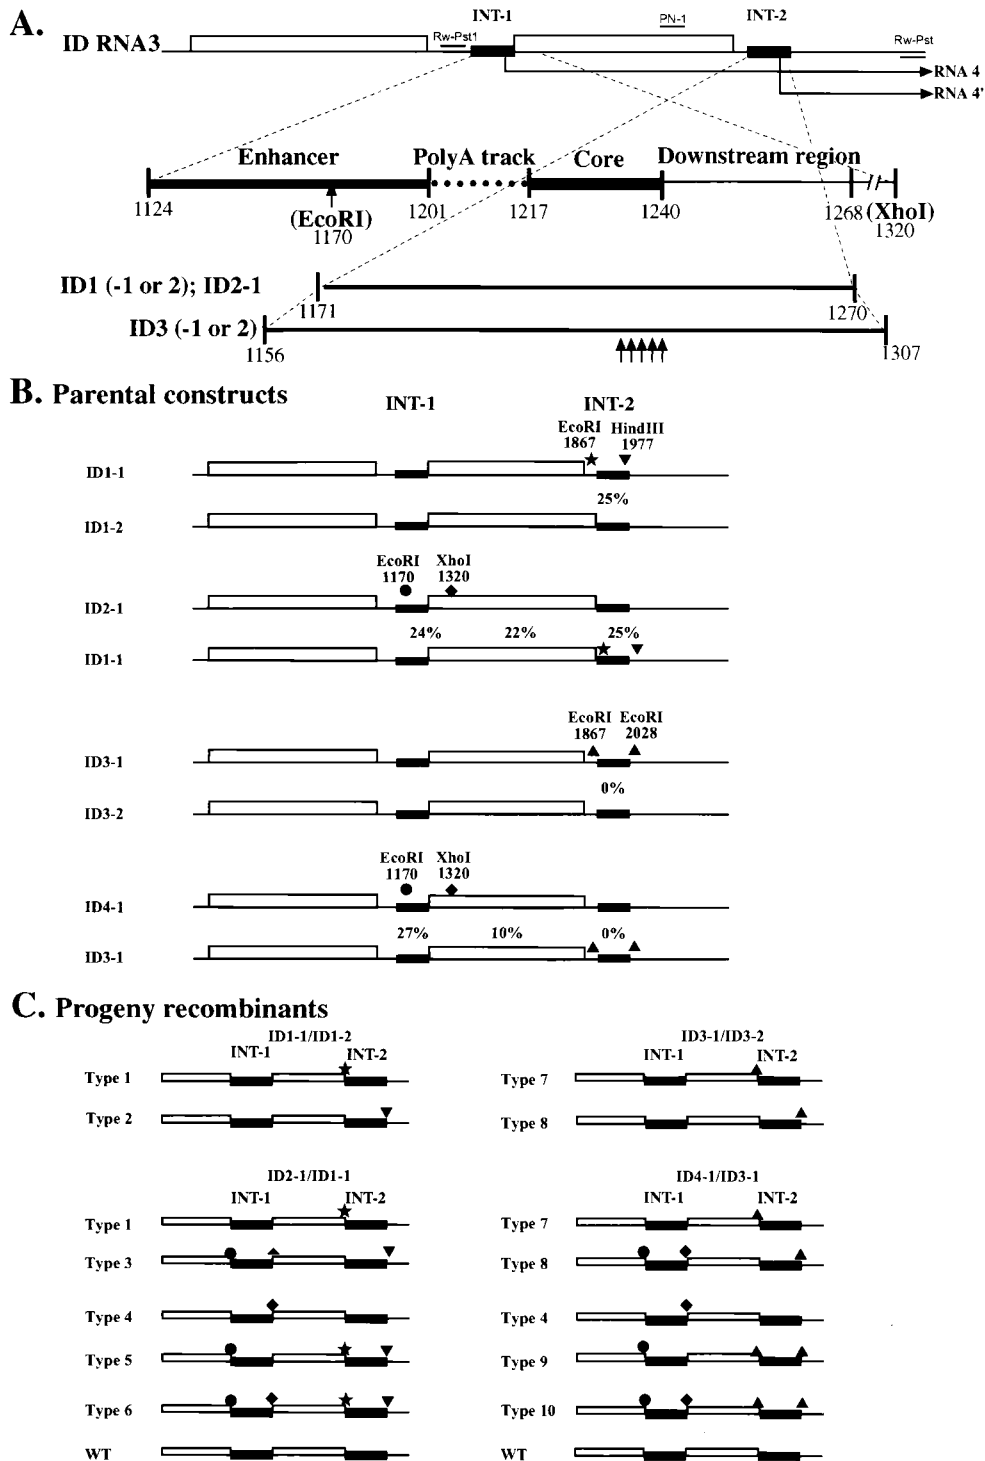 A.
INT-1 PN-1 INT-2
ID RNA3 Rw-Pst1 Rw-Pst
RNA 4
RNA 4'
Enhancer PolyA track Core Downstream region
1124 (EcoRI) 1201 1217 1240 1268 (XhoI)
1170 1320
ID1 (-1 or 2); ID2-1
1171 1270
ID3 (-1 or 2)
1156 1307
B. Parental constructs
INT-1 INT-2
EcoRI HindIII
1867 1977
ID1-1
25%
ID1-2
EcoRI XhoI
1170 1320
ID2-1
24% 22% 25%
ID1-1
EcoRI EcoRI
1867 2028
ID3-1
0%
ID3-2
EcoRI XhoI
1170 1320
ID4-1
27% 10% 0%
ID3-1
C. Progeny recombinants
ID1-1/ID1-2
INT-1 INT-2
Type 1
Type 2
ID2-1/ID1-1
INT-1 INT-2
Type 1
Type 3
Type 4
Type 5
Type 6
WT
ID3-1/ID3-2
INT-1 INT-2
Type 7
Type 8
ID4-1/ID3-1
INT-1 INT-2
Type 7
Type 8
Type 4
Type 9
Type 10
WT